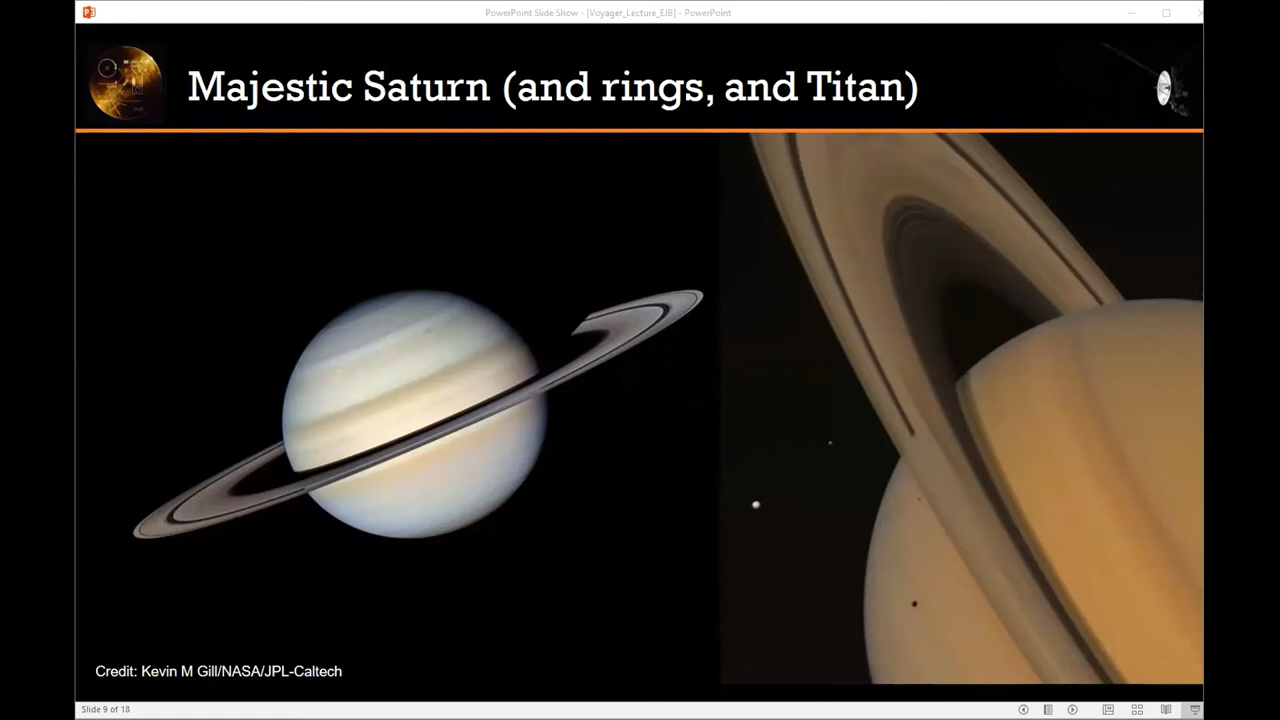 PowerPoint Slide Show - [Voyager_Lecture_EJB] - PowerPoint
Majestic Saturn (and rings, and Titan)
Credit: Kevin M Gill/NASA/JPL-Caltech
Slide 9 of 18